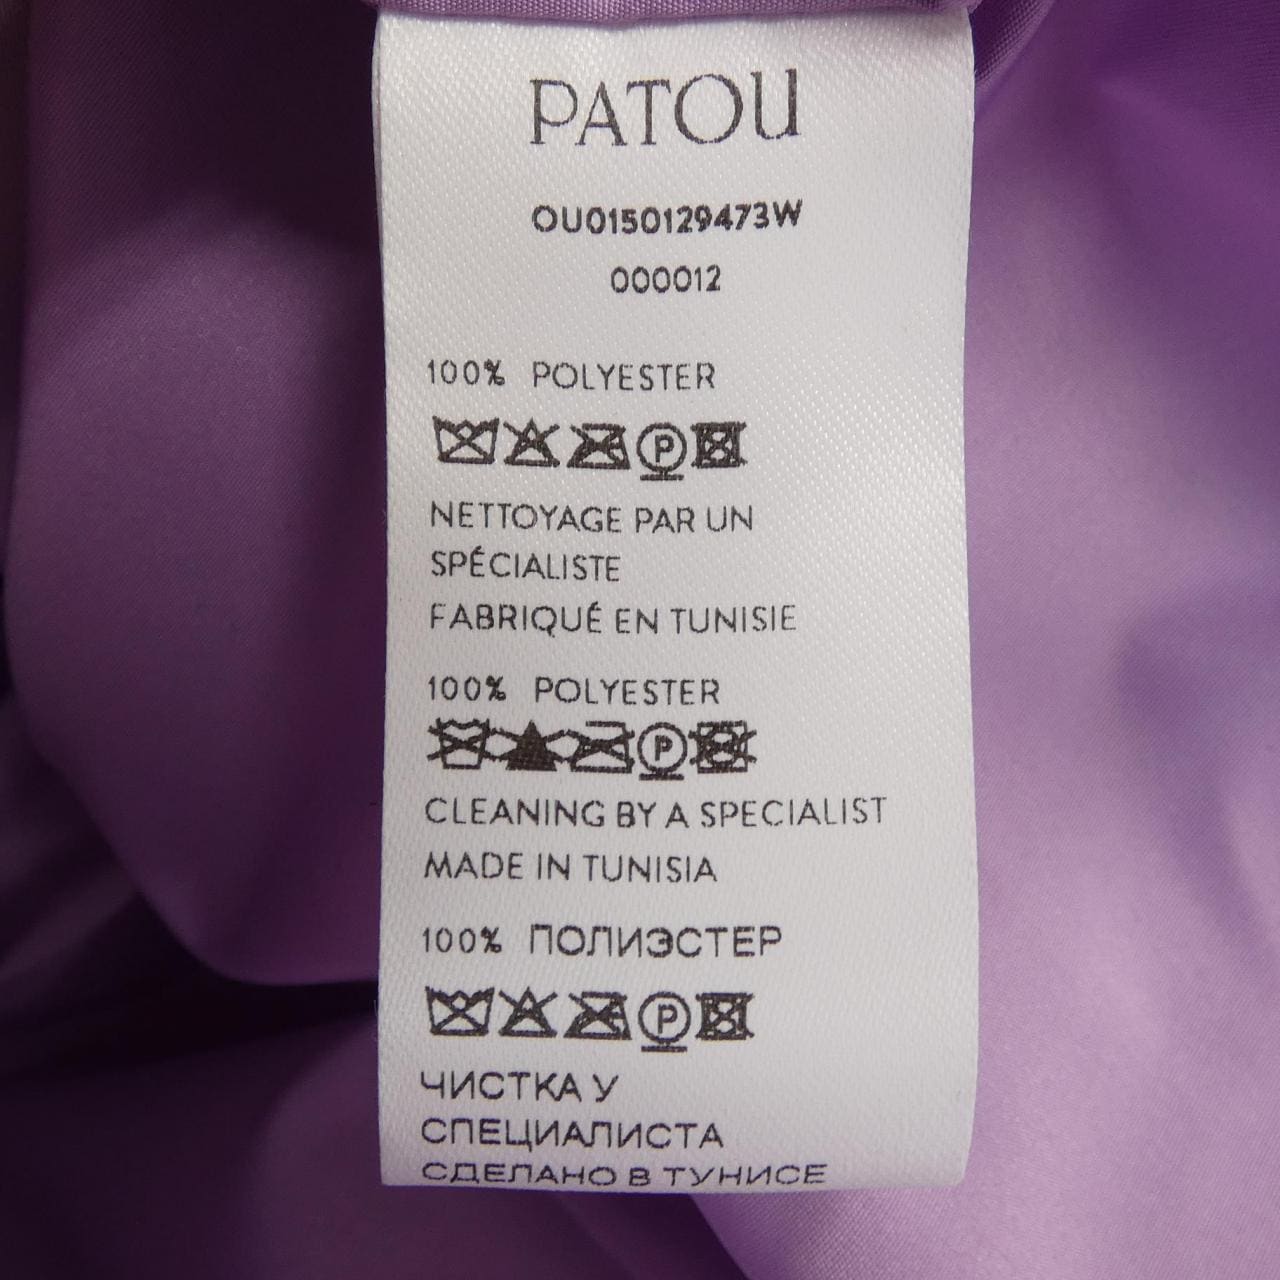 PATOU
OU0150129473W
000012
100% POLYESTER
P
NETTOYAGE PAR UN
SPÉCIALISTE
FABRIQUÉ EN TUNISIE
100% POLYESTER
P
CLEANING BY A SPECIALIST
MADE IN TUNISIA
100% ПОЛИЭСТЕР
P
ЧИСТКА У
СПЕЦИАЛИСТА
СДЕЛАНО В ТУНИСЕ